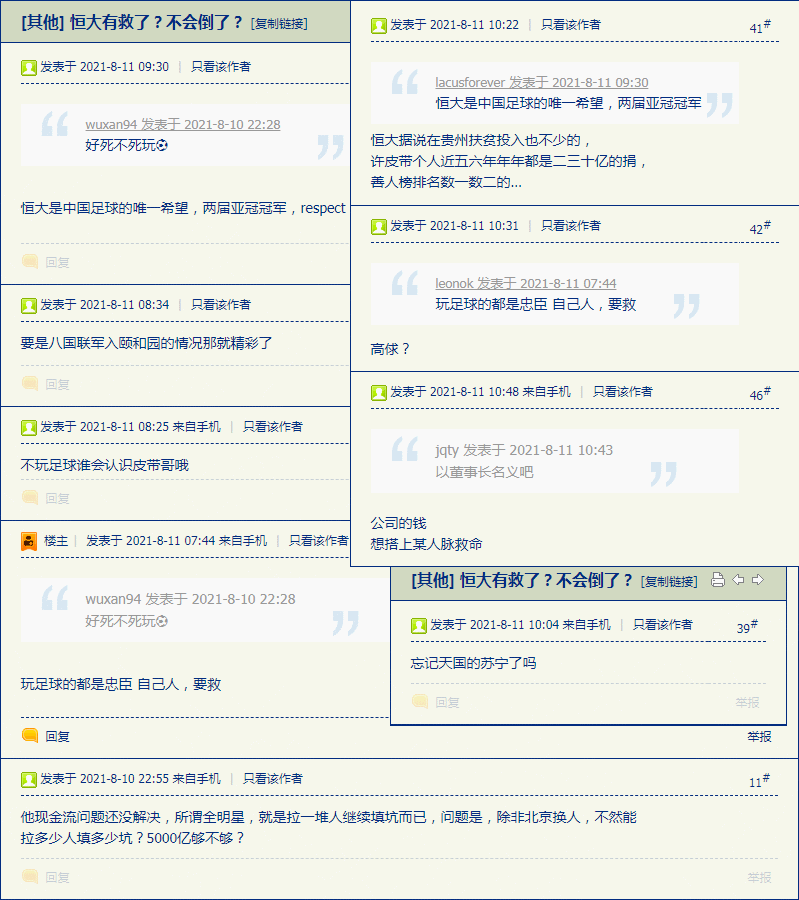 [其他] 恒大有救了？不会倒了？ [复制链接]
发表于 2021-8-11 09:30 | 只看该作者
wuxan94 发表于 2021-8-10 22:28
好死不死玩⚽
恒大是中国足球的唯一希望，两届亚冠冠军，respect
回复
发表于 2021-8-11 08:34 | 只看该作者
要是八国联军入颐和园的情况那就精彩了
回复
发表于 2021-8-11 08:25 来自手机 | 只看该作者
不玩足球谁会认识皮带哥哦
回复
楼主 | 发表于 2021-8-11 07:44 来自手机 | 只看该作者
wuxan94 发表于 2021-8-10 22:28
好死不死玩⚽
玩足球的都是忠臣 自己人，要救
回复 举报
发表于 2021-8-10 22:55 来自手机 | 只看该作者 11#
他现金流问题还没解决，所谓全明星，就是拉一堆人继续填坑而已，问题是，除非北京换人，不然能
拉多少人填多少坑？5000亿够不够？
回复 举报
发表于 2021-8-11 10:22 | 只看该作者 41#
lacusforever 发表于 2021-8-11 09:30
恒大是中国足球的唯一希望，两届亚冠冠军
恒大据说在贵州扶贫投入也不少的，
许皮带个人近五六年年年都是二三十亿的捐，
善人榜排名数一数二的...
发表于 2021-8-11 10:31 | 只看该作者 42#
leonok 发表于 2021-8-11 07:44
玩足球的都是忠臣 自己人，要救
高俅？
发表于 2021-8-11 10:48 来自手机 | 只看该作者 46#
jqty 发表于 2021-8-11 10:43
以董事长名义吧
公司的钱
想搭上某人脉救命
[其他] 恒大有救了？不会倒了？ [复制链接]
发表于 2021-8-11 10:04 来自手机 | 只看该作者 39#
忘记天国的苏宁了吗
回复 举报